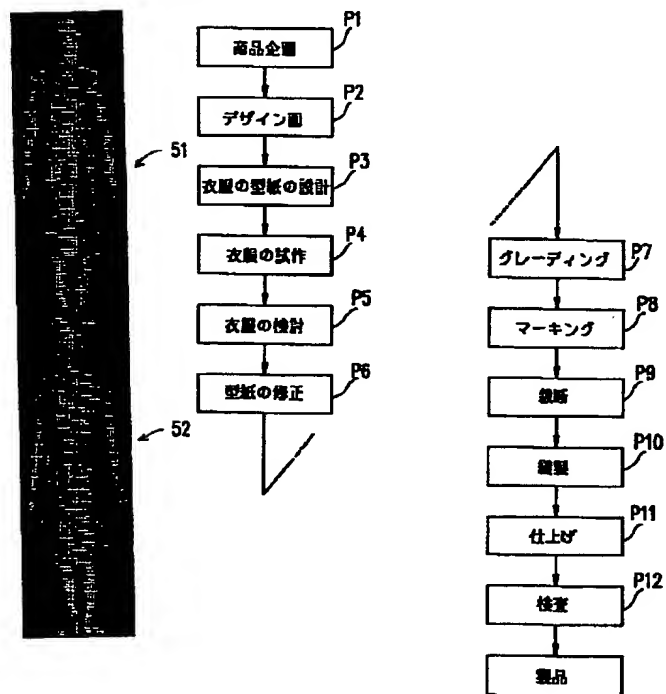 P1
商品企画
P2
デザイン画
P3
衣服の型紙の設計
P4
衣服の試作
P5
衣服の検討
P6
型紙の修正
51
52
P7
グレーディング
P8
マーキング
P9
裁断
P10
縫製
P11
仕上げ
P12
検査
製品